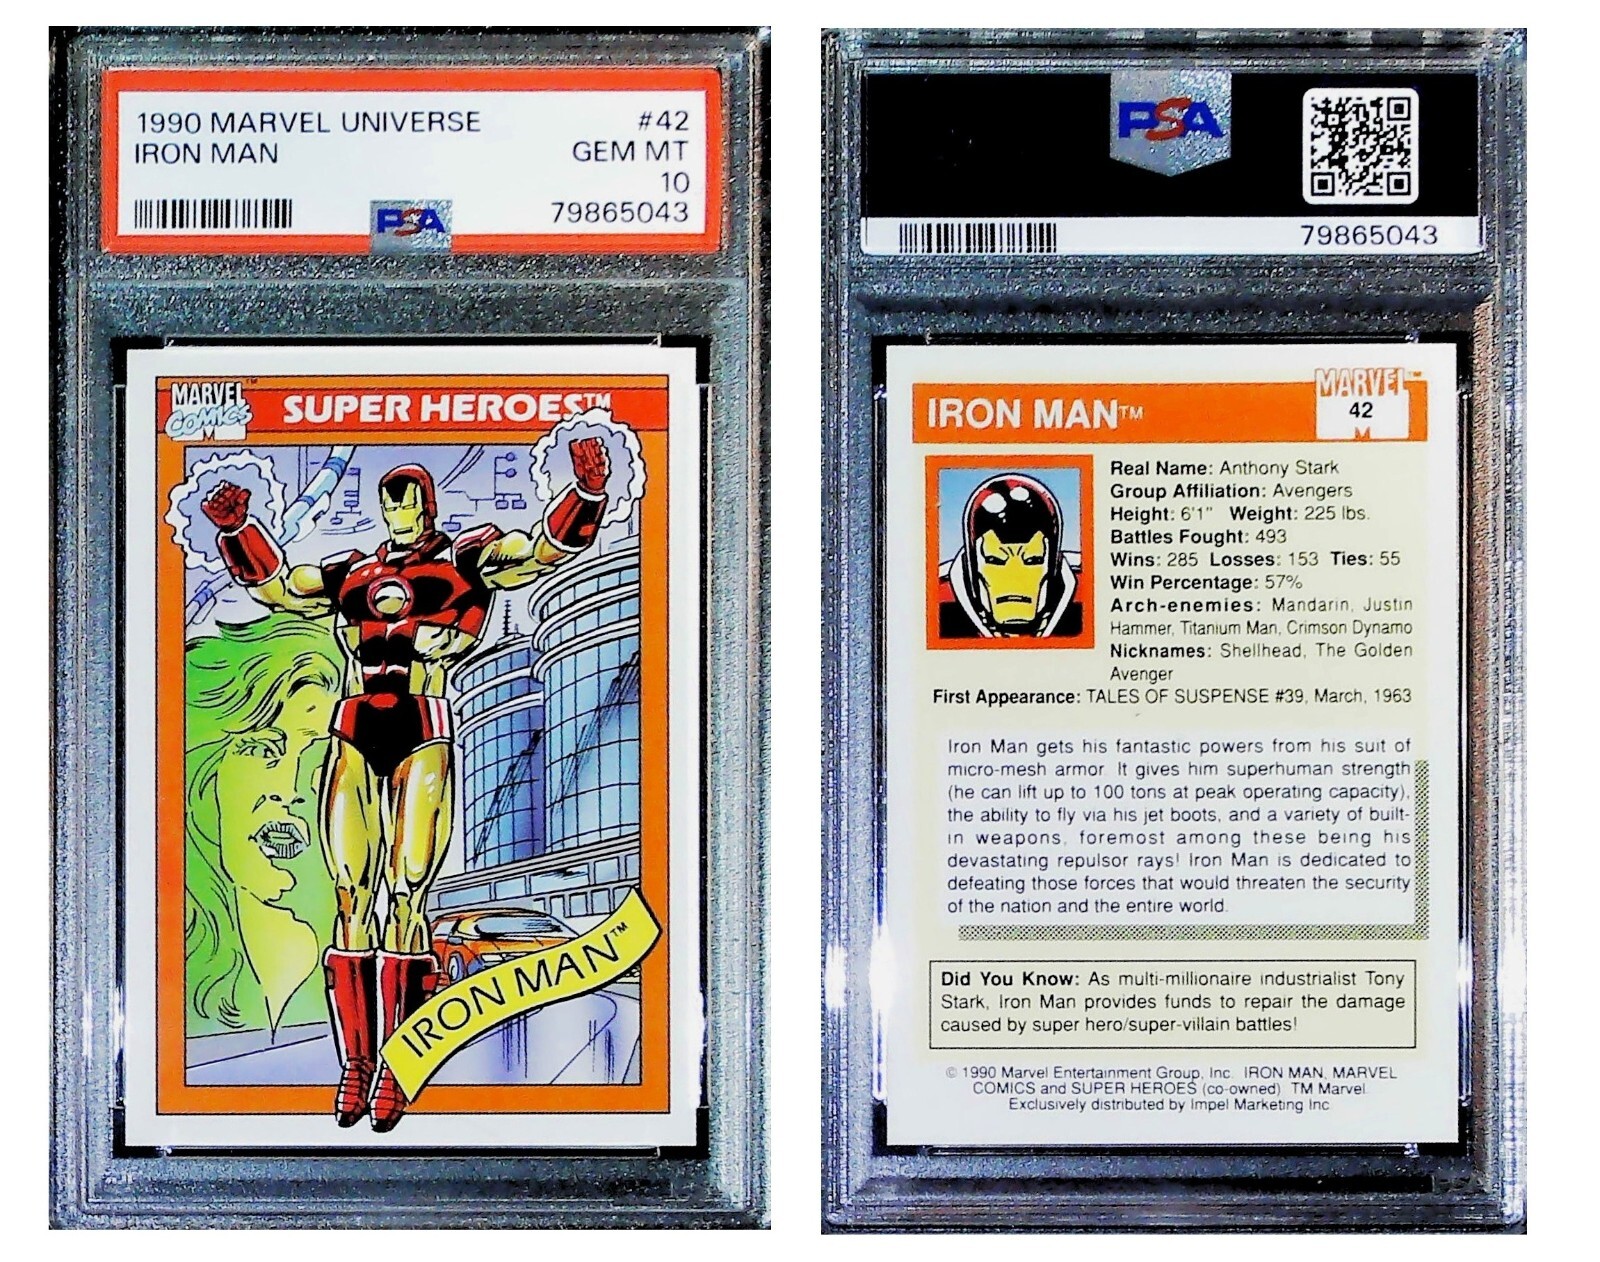 1990 MARVEL UNIVERSE #42
IRON MAN GEM MT
10
PSA 79865043
MARVEL™
COMICS
M
SUPER HEROES™
IRON MAN™
PSA
79865043
IRON MAN™
MARVEL™
42
M
Real Name: Anthony Stark
Group Affiliation: Avengers
Height: 6'1" Weight: 225 lbs.
Battles Fought: 493
Wins: 285 Losses: 153 Ties: 55
Win Percentage: 57%
Arch-enemies: Mandarin, Justin
Hammer, Titanium Man, Crimson Dynamo
Nicknames: Shellhead, The Golden
Avenger
First Appearance: TALES OF SUSPENSE #39, March, 1963
Iron Man gets his fantastic powers from his suit of
micro-mesh armor. It gives him superhuman strength
(he can lift up to 100 tons at peak operating capacity),
the ability to fly via his jet boots, and a variety of built-
in weapons, foremost among these being his
devastating repulsor rays! Iron Man is dedicated to
defeating those forces that would threaten the security
of the nation and the entire world.
Did You Know: As multi-millionaire industrialist Tony
Stark, Iron Man provides funds to repair the damage
caused by super hero/super-villain battles!
© 1990 Marvel Entertainment Group, Inc. IRON MAN, MARVEL
COMICS and SUPER HEROES (co-owned) TM Marvel.
Exclusively distributed by Impel Marketing Inc.